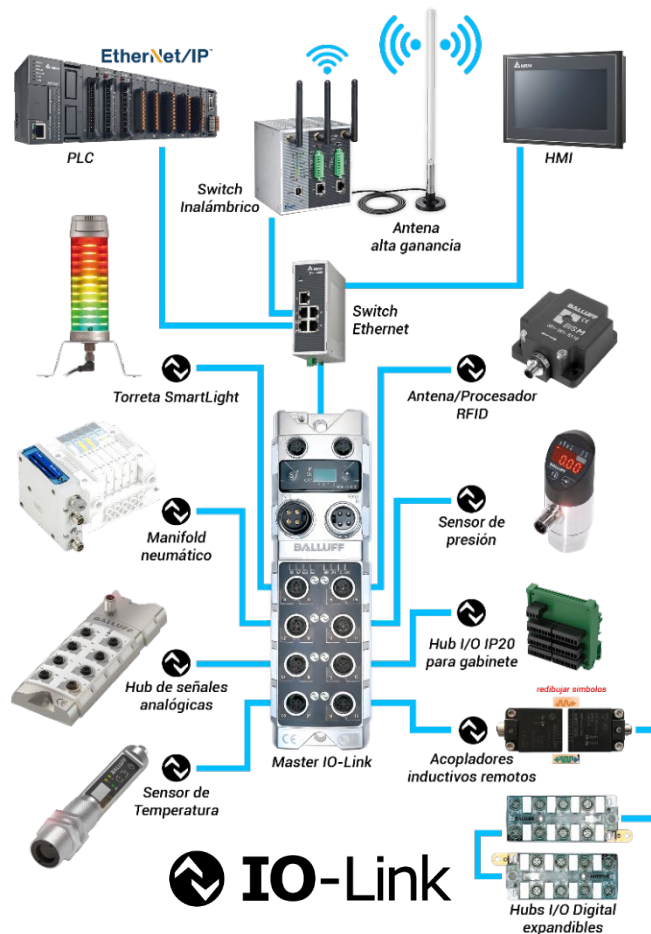 EtherNet/IP
PLC
Switch
Inalámbrico
Antena
alta ganancia
HMI
Switch
Ethernet
Torreta SmartLight
BALLUFF
Antena/Procesador
RFID
Manifold
neumático
BALLUFF
Sensor de
presión
BALLUFF
Hub de señales
analógicas
Hub I/O IP20
para gabinete
redibujar simbolos
Sensor de
Temperatura
Master IO-Link
Acopladores
inductivos remotos
IO-Link
Hubs I/O Digital
expandibles